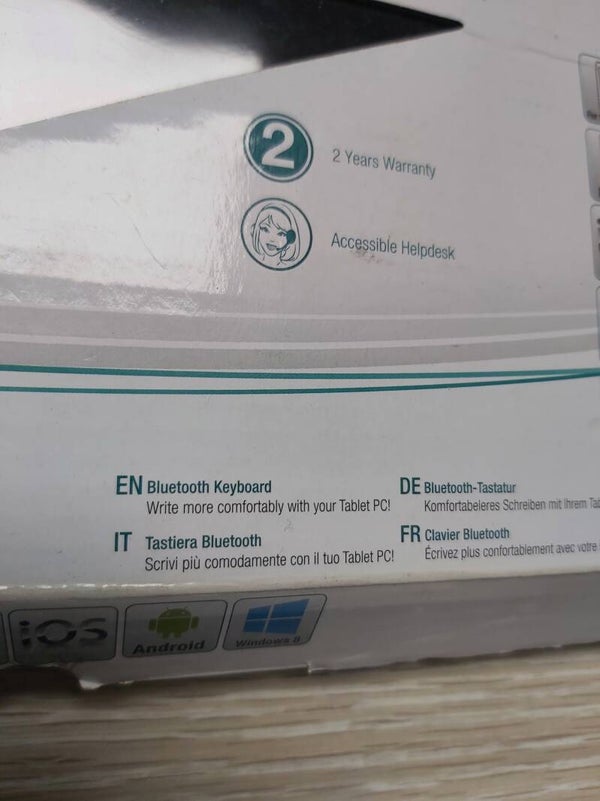 2
2 Years Warranty
Accessible Helpdesk
EN Bluetooth Keyboard
Write more comfortably with your Tablet PC!
DE Bluetooth-Tastatur
Komfortabeleres Schreiben mit Ihrem
IT Tastiera Bluetooth
Scrivi più comodamente con il tuo Tablet PC!
FR Clavier Bluetooth
Écrivez plus confortablement avec votre
iOS
Android
Windows 8